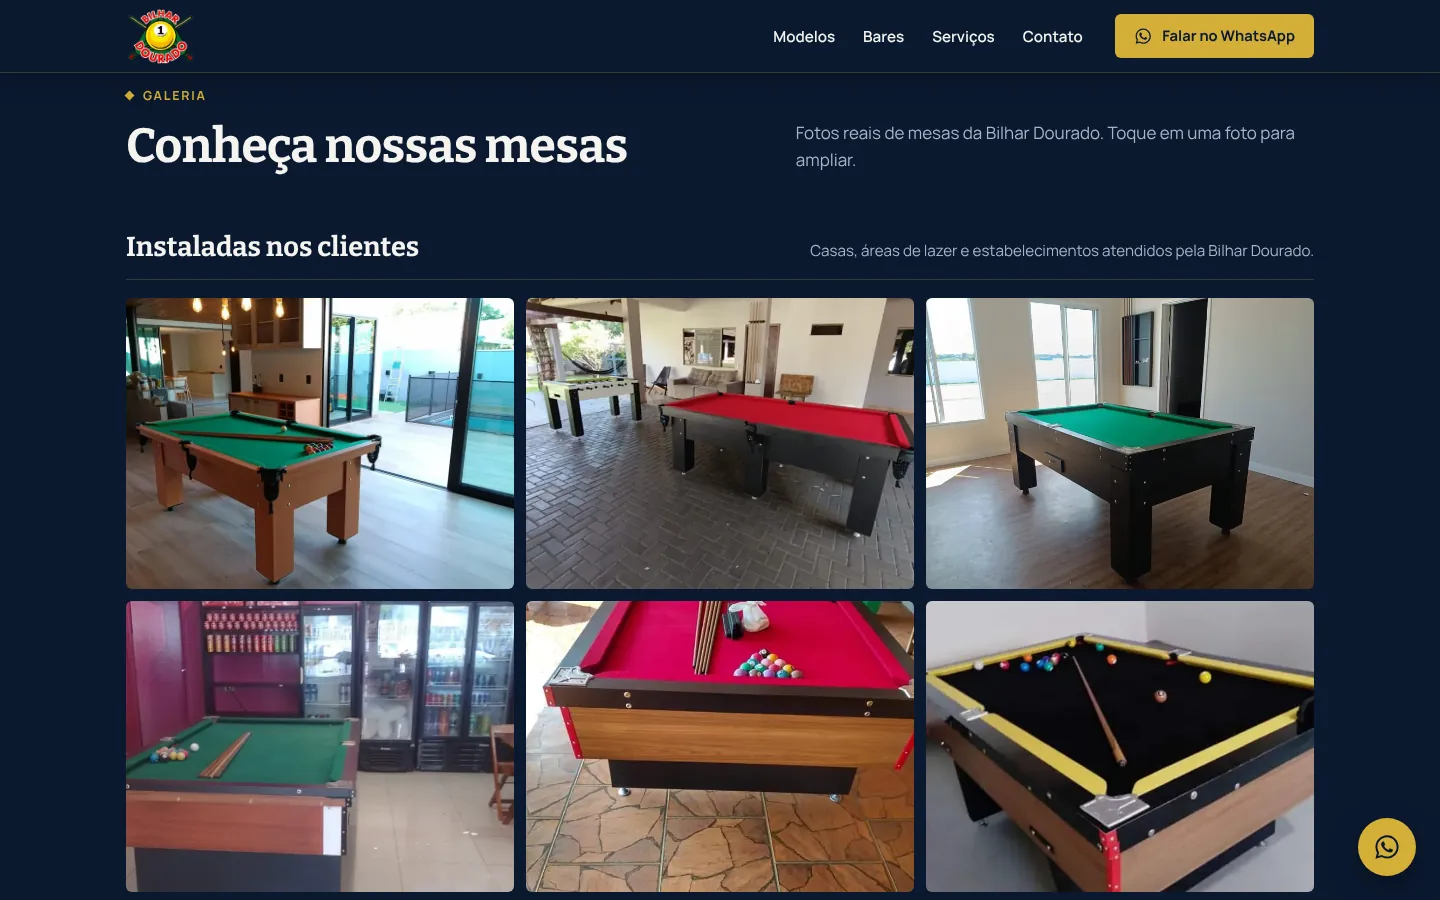 BILHAR
1
DOURADO
Modelos
Bares
Serviços
Contato
Falar no WhatsApp
GALERIA
Conheça nossas mesas
Fotos reais de mesas da Bilhar Dourado. Toque em uma foto para
ampliar.
Instaladas nos clientes
Casas, áreas de lazer e estabelecimentos atendidos pela Bilhar Dourado.